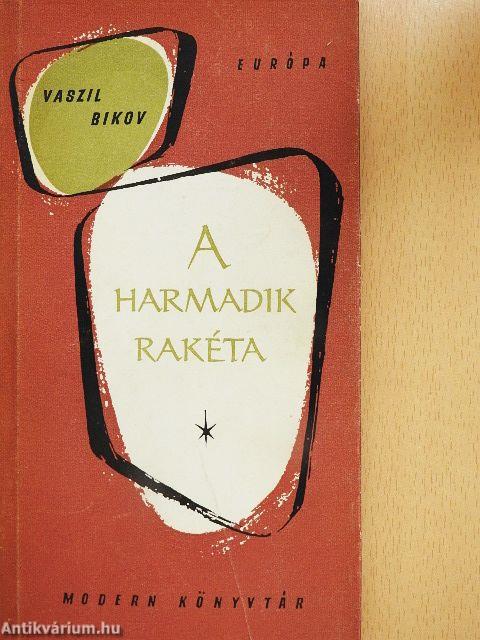 EURÓPA
VASZIL
BIKOV
A
HARMADIK
RAKÉTA
MODERN KÖNYVTÁR
Antikvárium.hu